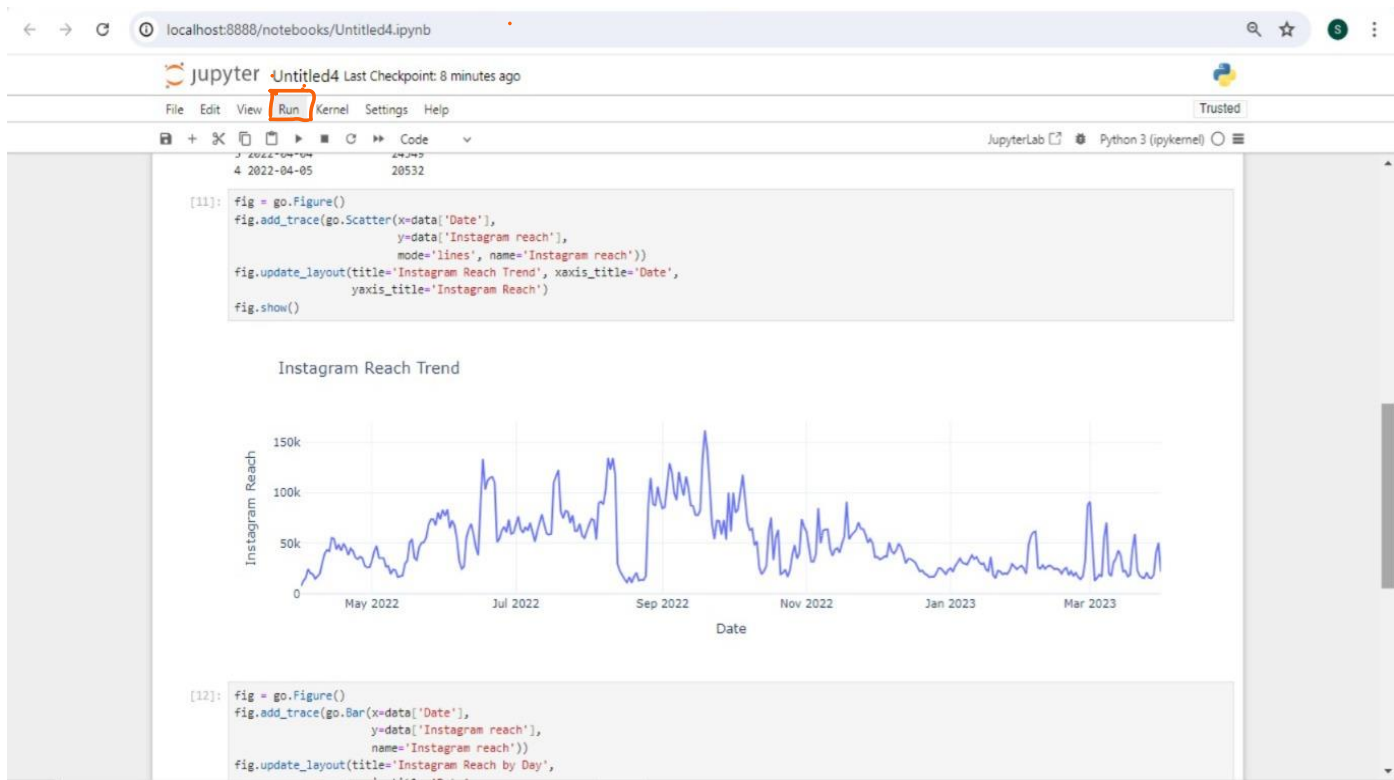 localhost:8888/notebooks/Untitled4.ipynb
S
jupyter Untitled4 Last Checkpoint: 8 minutes ago
File Edit View Run Kernel Settings Help
Trusted
Code
JupyterLab
Python 3 (ipykernel)
3 2022-04-04 24549
4 2022-04-05 20532
[11]: fig = go.Figure()
fig.add_trace(go.Scatter(x=data['Date'],
y=data['Instagram reach'],
mode='lines', name='Instagram reach'))
fig.update_layout(title='Instagram Reach Trend', xaxis_title='Date',
yaxis_title='Instagram Reach')
fig.show()
Instagram Reach Trend
Instagram Reach
150k
100k
50k
0
May 2022 Jul 2022 Sep 2022 Nov 2022 Jan 2023 Mar 2023
Date
[12]: fig = go.Figure()
fig.add_trace(go.Bar(x=data['Date'],
y=data['Instagram reach'],
name='Instagram reach'))
fig.update_layout(title='Instagram Reach by Day',